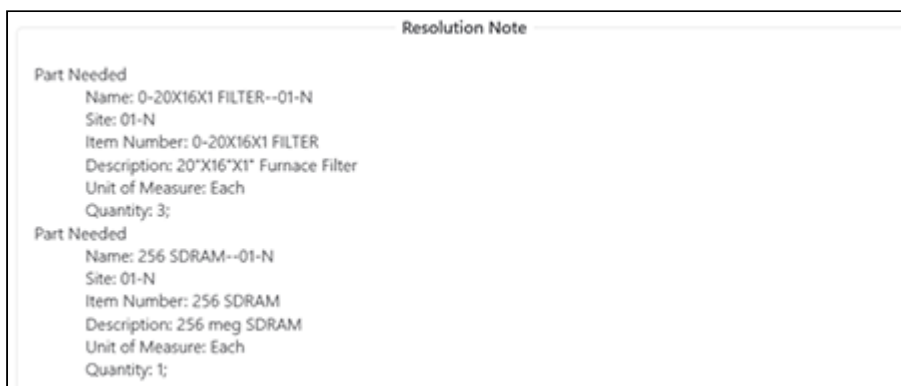 Resolution Note
Part Needed
Name: 0-20X16X1 FILTER--01-N
Site: 01-N
Item Number: 0-20X16X1 FILTER
Description: 20"X16"X1" Furnace Filter
Unit of Measure: Each
Quantity: 3;
Part Needed
Name: 256 SDRAM--01-N
Site: 01-N
Item Number: 256 SDRAM
Description: 256 meg SDRAM
Unit of Measure: Each
Quantity: 1;